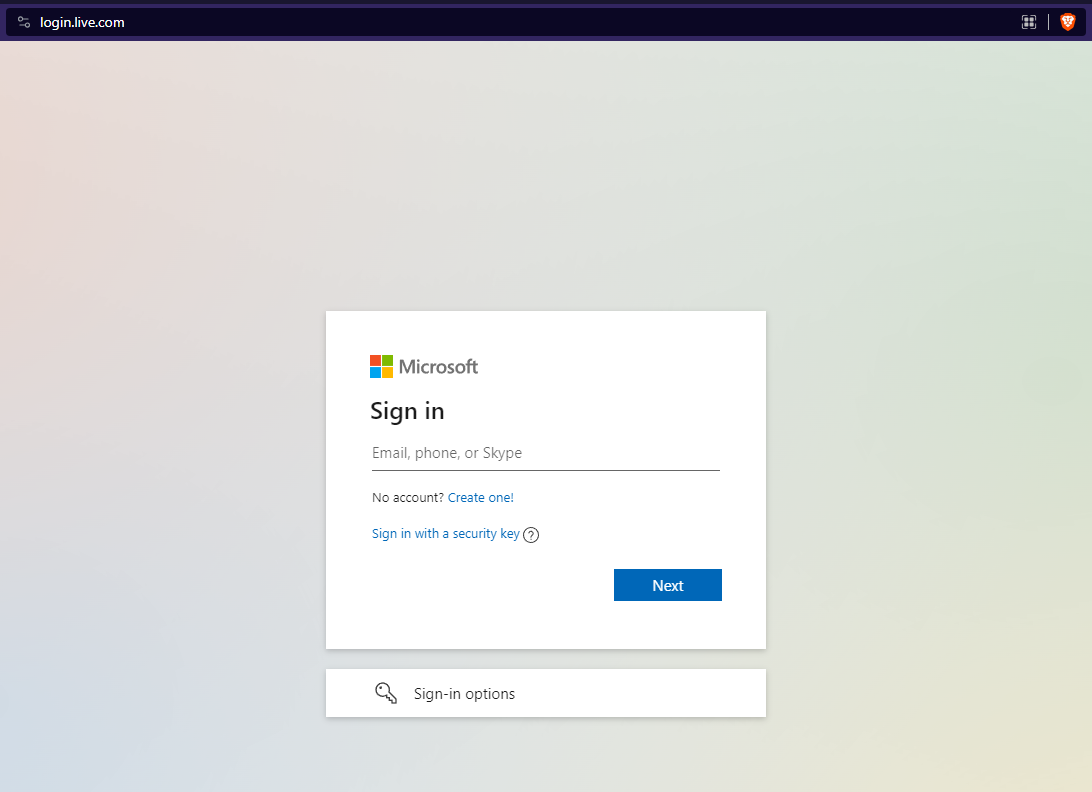 login.live.com
Microsoft
Sign in
Email, phone, or Skype
No account? Create one!
Sign in with a security key ?
Next
Sign-in options